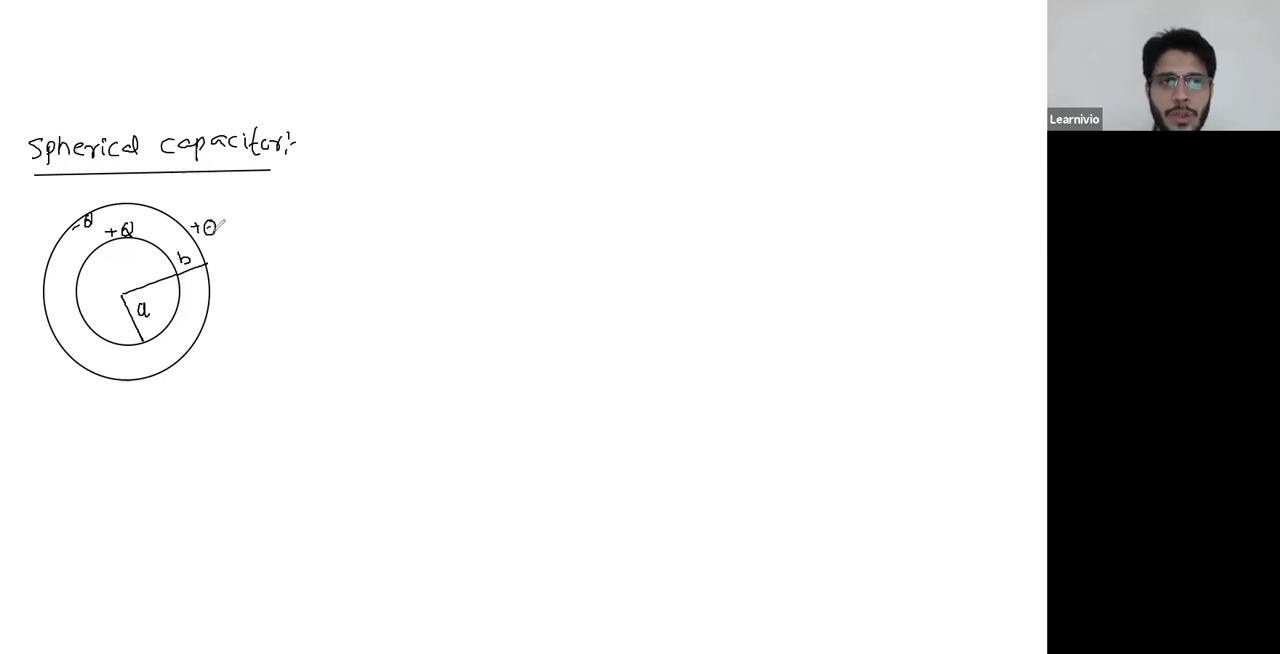 Spherical capacitor:-
-Q
+Q
+Q
b
a
Learnivio